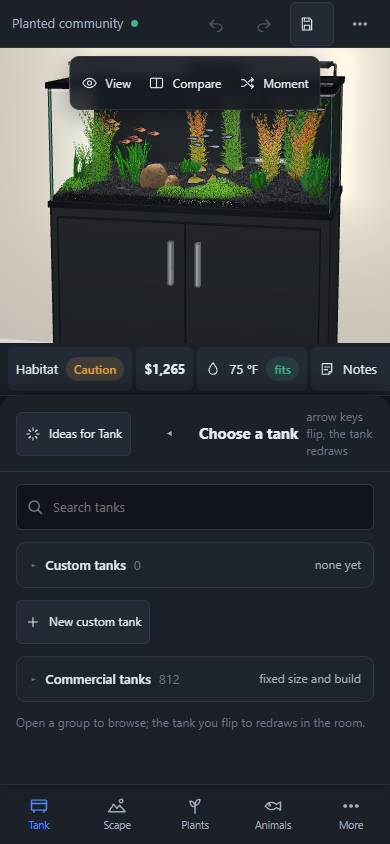 Planted community
View Compare Moment
Habitat Caution $1,265 75 °F fits Notes
Ideas for Tank
Choose a tank
arrow keys
flip, the tank
redraws
Search tanks
Custom tanks 0 none yet
New custom tank
Commercial tanks 812 fixed size and build
Open a group to browse; the tank you flip to redraws in the room.
Tank Scape Plants Animals More